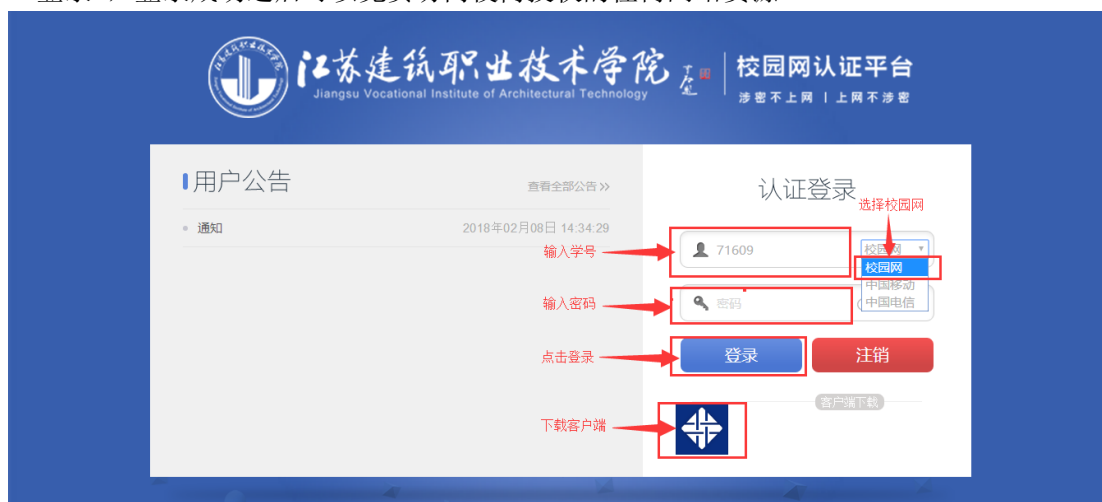 江苏建筑职业技术学院
Jiangsu Vocational Institute of Architectural Technology
校园网认证平台
涉密不上网 | 上网不涉密
用户公告
查看全部公告 >>
通知
2018年02月08日 14:34:29
认证登录
选择校园网
输入学号
71609
校园网
校园网
中国移动
中国电信
输入密码
密码
点击登录
登录
注销
客户端下载
下载客户端